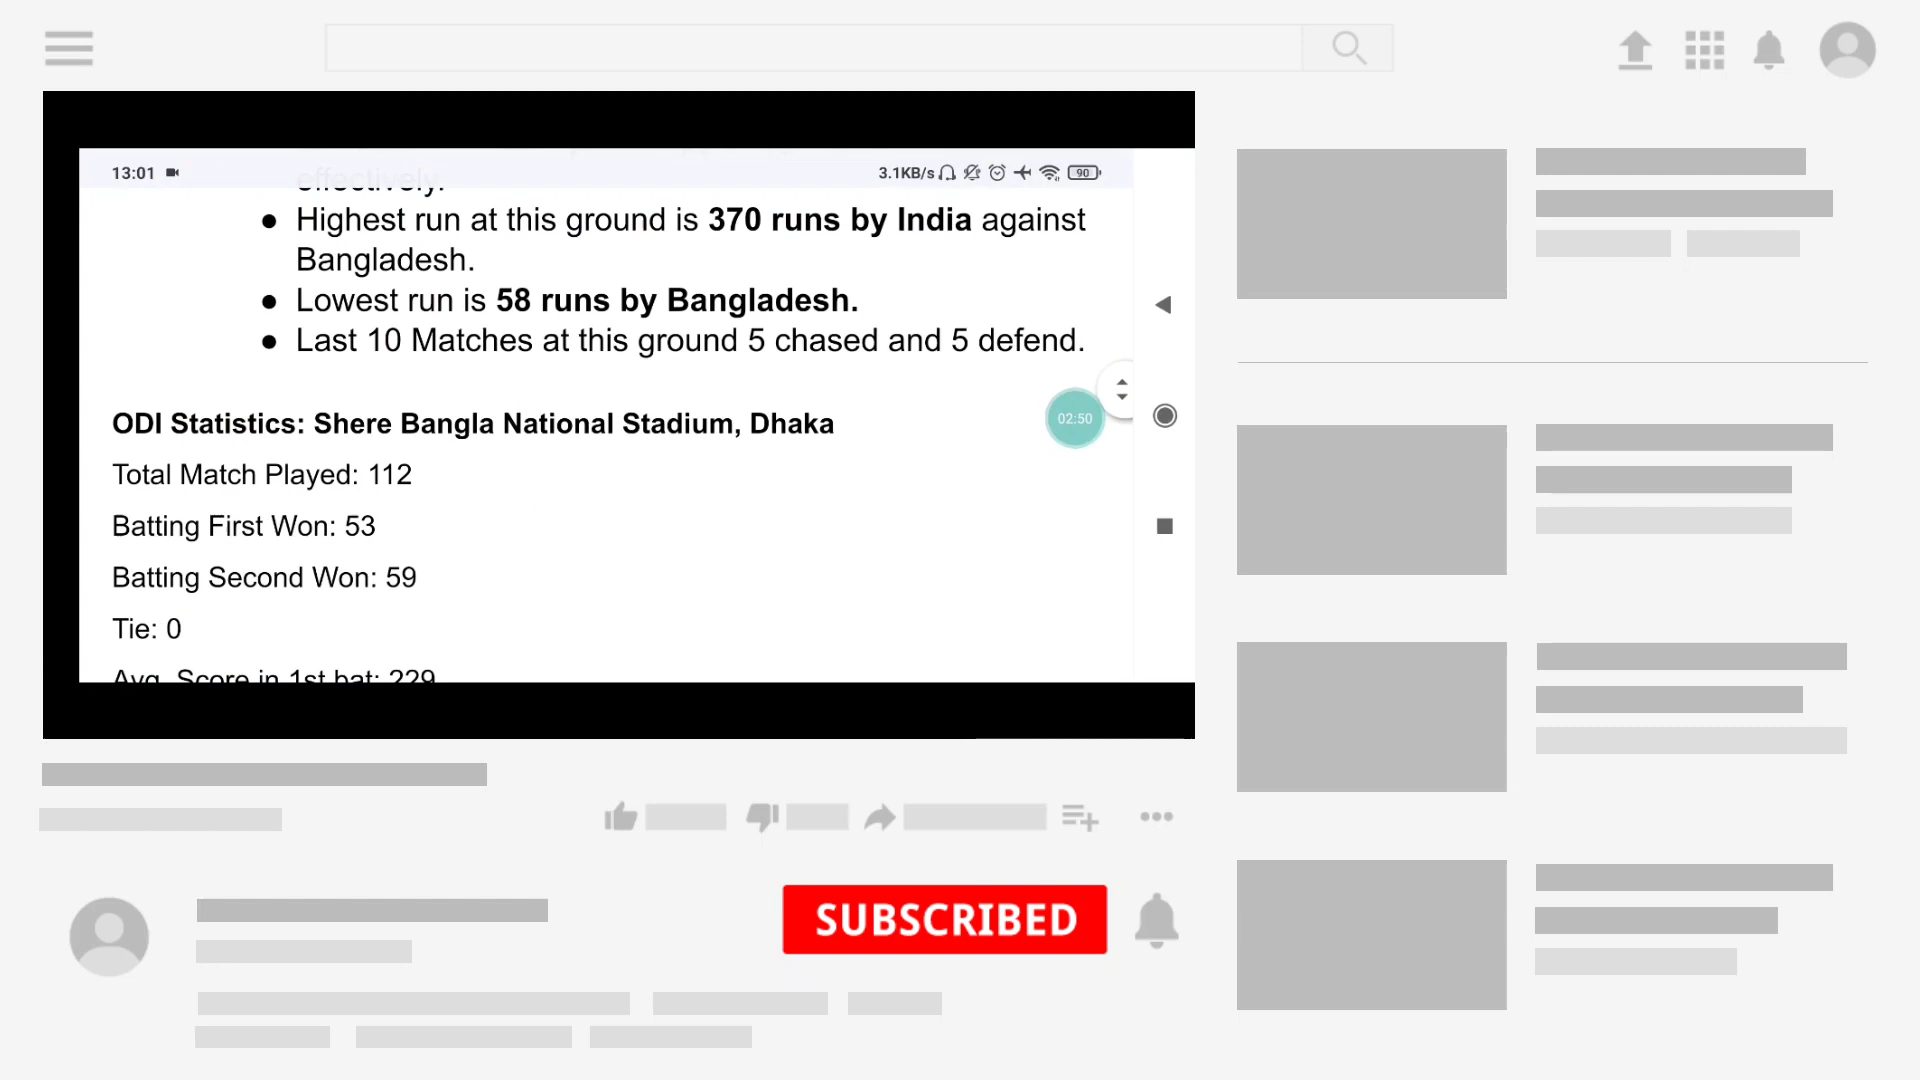 13:01 3.1KB/s 90
effectively.
● Highest run at this ground is 370 runs by India against
Bangladesh.
● Lowest run is 58 runs by Bangladesh.
● Last 10 Matches at this ground 5 chased and 5 defend.
ODI Statistics: Shere Bangla National Stadium, Dhaka
02:50
Total Match Played: 112
Batting First Won: 53
Batting Second Won: 59
Tie: 0
Avg. Score in 1st bat: 229
SUBSCRIBED